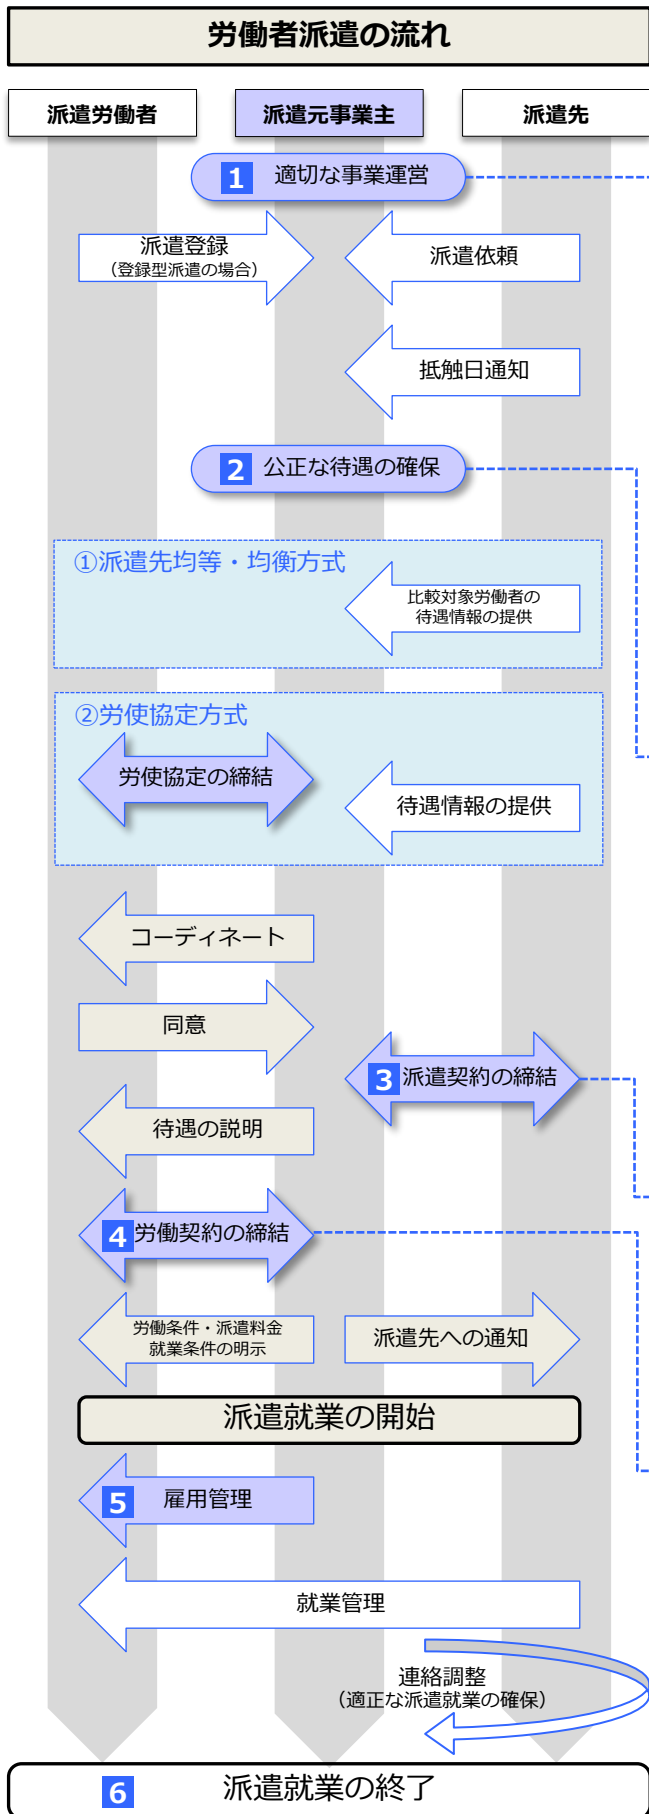 労働者派遣の流れ
派遣労働者
派遣元事業主
派遣先
1 適切な事業運営
派遣登録
（登録型派遣の場合）
派遣依頼
抵触日通知
2 公正な待遇の確保
①派遣先均等・均衡方式
比較対象労働者の
待遇情報の提供
②労使協定方式
労使協定の締結
待遇情報の提供
コーディネート
同意
3 派遣契約の締結
待遇の説明
4 労働契約の締結
労働条件・派遣料金
就業条件の明示
派遣先への通知
派遣就業の開始
5 雇用管理
就業管理
連絡調整
（適正な派遣就業の確保）
6 派遣就業の終了